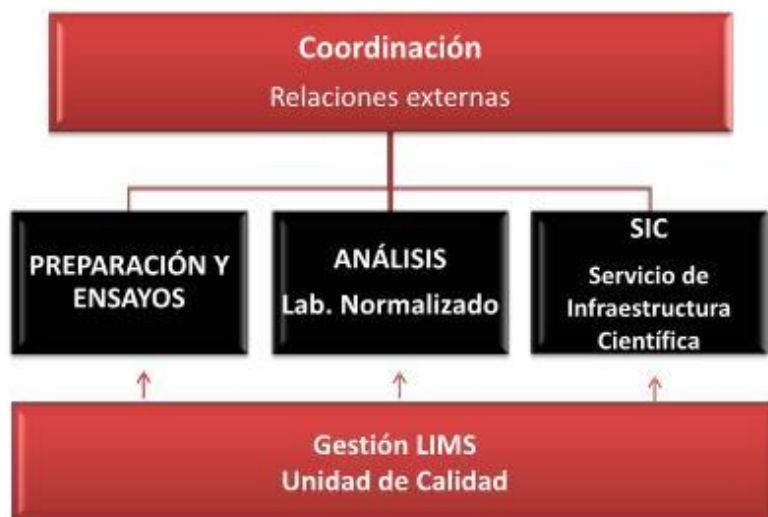 Coordinación
Relaciones externas
PREPARACIÓN Y
ENSAYOS
ANÁLISIS
Lab. Normalizado
SIC
Servicio de
Infraestructura
Científica
Gestión LIMS
Unidad de Calidad